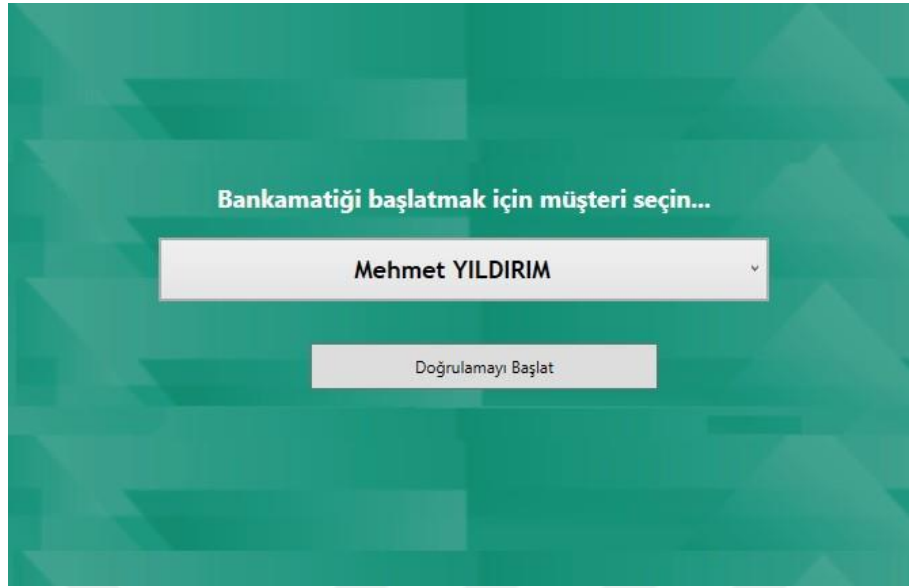 Bankamatiği başlatmak için müşteri seçin...
Mehmet YILDIRIM
Doğrulamayı Başlat